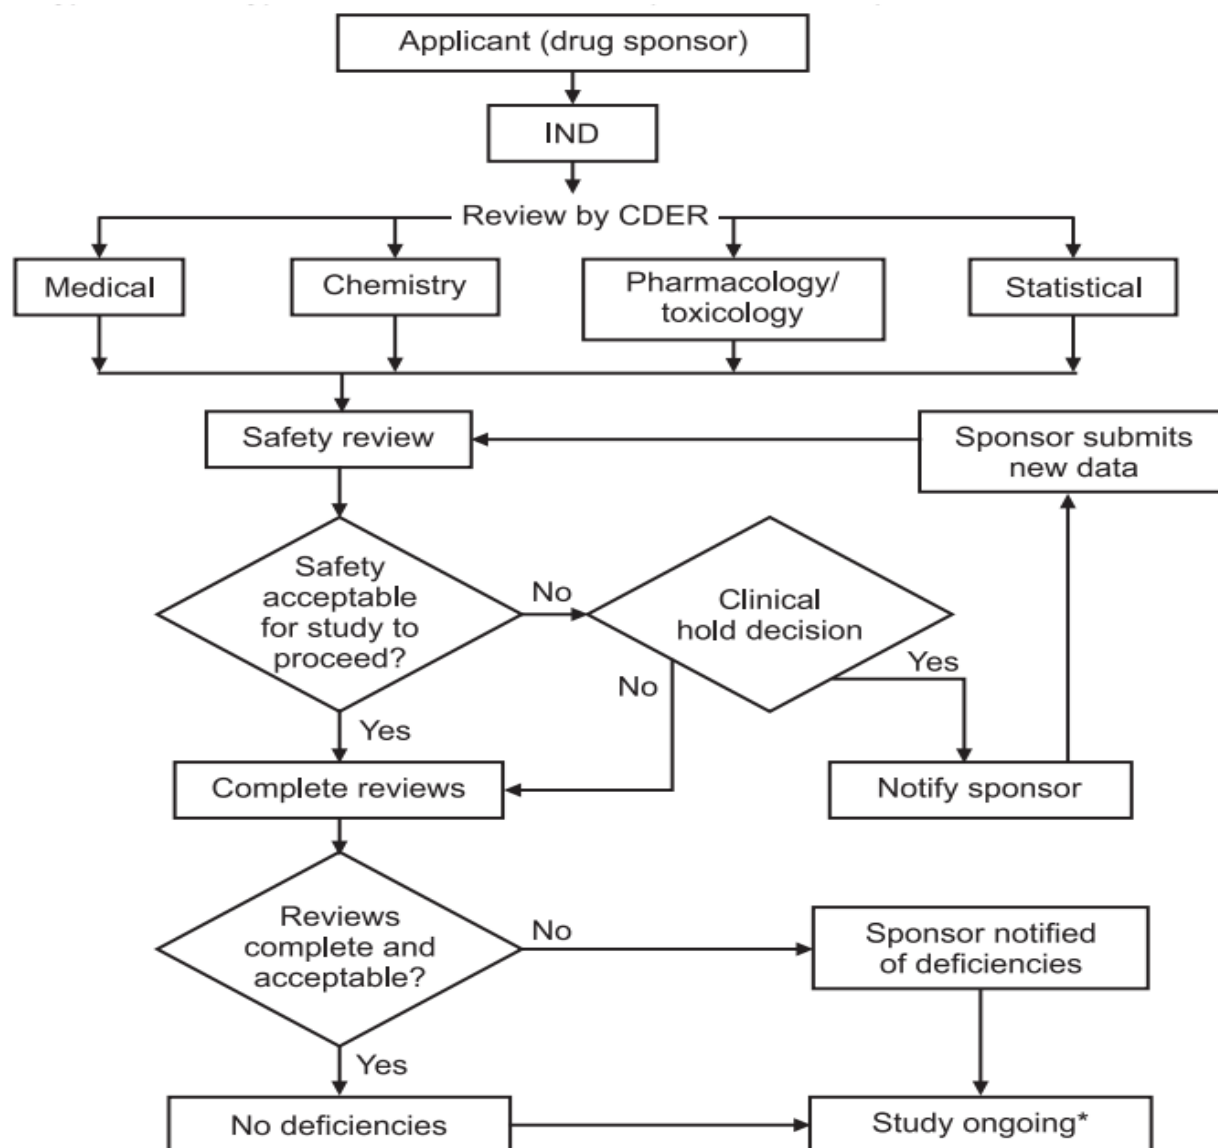 Applicant (drug sponsor)
IND
Review by CDER
Medical
Chemistry
Pharmacology/
toxicology
Statistical
Safety review
Sponsor submits
new data
Safety
acceptable
for study to
proceed?
No
Clinical
hold decision
No
Yes
Yes
Complete reviews
Notify sponsor
Reviews
complete and
acceptable?
No
Sponsor notified
of deficiencies
Yes
No deficiencies
Study ongoing*